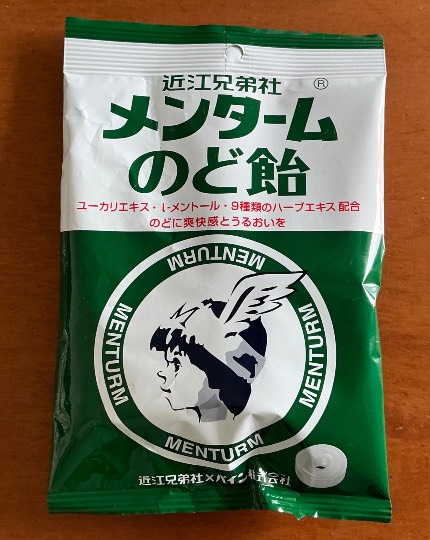 近江兄弟社
®
メンターム
のど飴
ユーカリエキス・l-メントール・9種類のハーブエキス配合
のどに爽快感とうるおいを
MENTURM
MENTURM
MENTURM
MENTURM
近江兄弟社×パイン株式会社